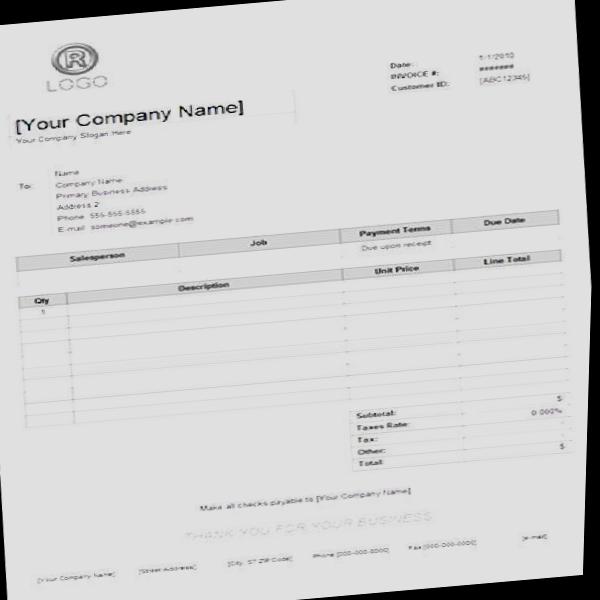 R
LOGO
Date: 1/1/2010
INVOICE #: #######
Customer ID: [ABC12345]
[Your Company Name]
Your Company Slogan Here
To:
Name
Company Name
Primary Business Address
Address 2
Phone: 555-555-5555
E-mail: someone@example.com
Salesperson Job Payment Terms Due Date
Due upon receipt
Qty Description Unit Price Line Total
1
Subtotal: $
Taxes Rate: 0.000%
Tax: -
Other: -
Total: $
Make all checks payable to [Your Company Name]
THANK YOU FOR YOUR BUSINESS
[Your Company Name] [Street Address] [City, ST ZIP Code] Phone [000-000-0000] Fax [000-000-0000] [e-mail]